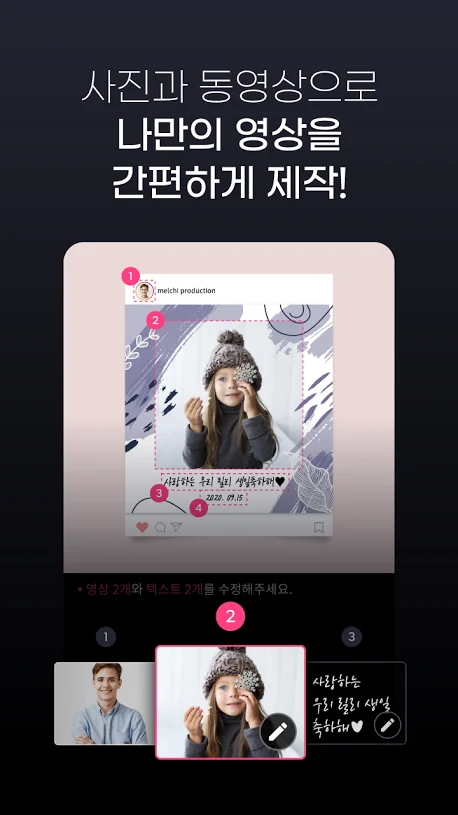 사진과 동영상으로
나만의 영상을
간편하게 제작!
1
melchi production
2
사랑하는 우리 릴리 생일축하해♥
3
2020. 09.15
4
• 영상 2개와 텍스트 2개를 수정해주세요.
1
2
3
사랑하는
우리 릴리 생일
축하해♥